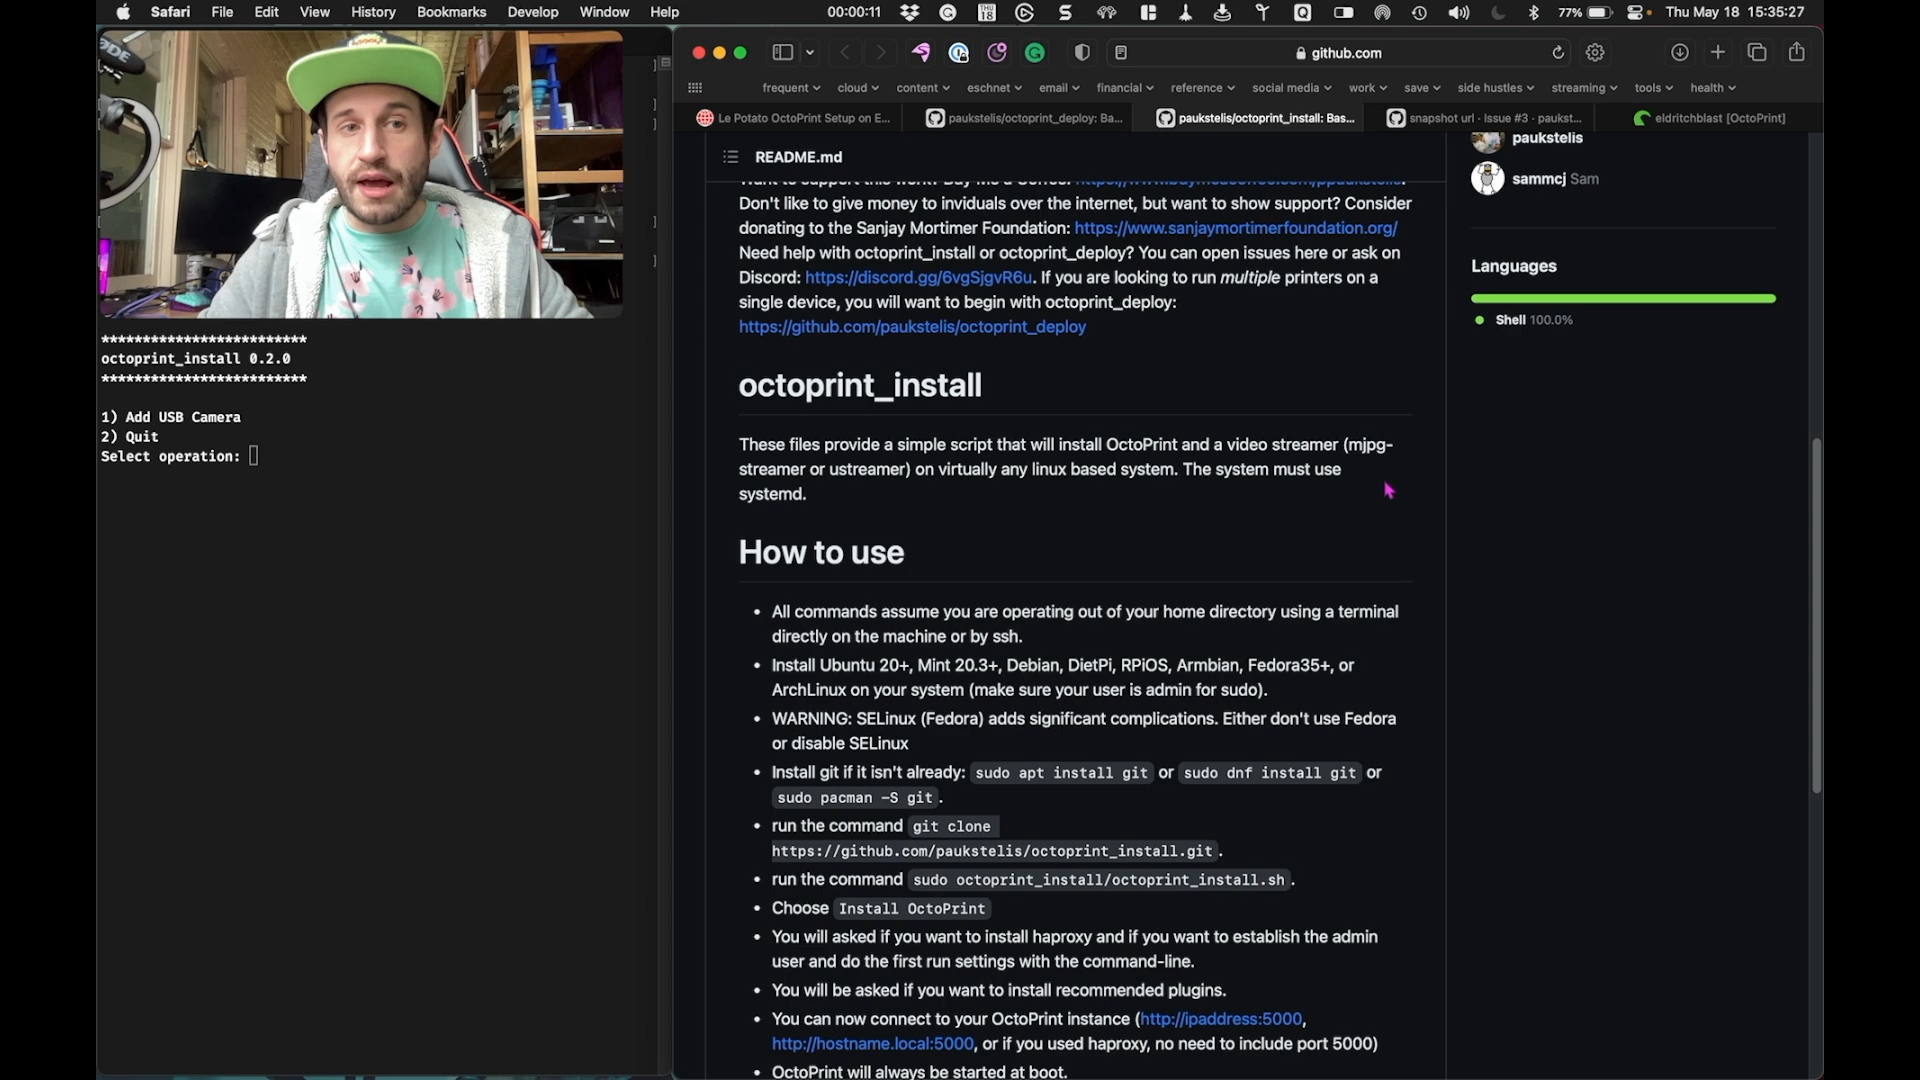 Safari File Edit View History Bookmarks Develop Window Help 00:00:11 THU 18 77% Thu May 18 15:35:27
github.com
frequent cloud content eschnet email financial reference social media work save side hustles streaming tools health
Le Potato OctoPrint Setup on E... paukstelis/octoprint_deploy: Ba... paukstelis/octoprint_install: Bas... snapshot url · Issue #3 · paukst... eldritchblast [OctoPrint]
README.md
Want to support this work? Buy Me a Coffee. https://www.buymeacoffee.com/ppaukstelis.
Don't like to give money to inviduals over the internet, but want to show support? Consider
donating to the Sanjay Mortimer Foundation: https://www.sanjaymortimerfoundation.org/
Need help with octoprint_install or octoprint_deploy? You can open issues here or ask on
Discord: https://discord.gg/6vgSjgvR6u. If you are looking to run multiple printers on a
single device, you will want to begin with octoprint_deploy:
https://github.com/paukstelis/octoprint_deploy
octoprint_install
These files provide a simple script that will install OctoPrint and a video streamer (mjpg-
streamer or ustreamer) on virtually any linux based system. The system must use
systemd.
How to use
• All commands assume you are operating out of your home directory using a terminal
directly on the machine or by ssh.
• Install Ubuntu 20+, Mint 20.3+, Debian, DietPi, RPiOS, Armbian, Fedora35+, or
ArchLinux on your system (make sure your user is admin for sudo).
• WARNING: SELinux (Fedora) adds significant complications. Either don't use Fedora
or disable SELinux
• Install git if it isn't already: sudo apt install git or sudo dnf install git or
sudo pacman -S git.
• run the command git clone
https://github.com/paukstelis/octoprint_install.git.
• run the command sudo octoprint_install/octoprint_install.sh.
• Choose Install OctoPrint
• You will asked if you want to install haproxy and if you want to establish the admin
user and do the first run settings with the command-line.
• You will be asked if you want to install recommended plugins.
• You can now connect to your OctoPrint instance (http://ipaddress:5000,
http://hostname.local:5000, or if you used haproxy, no need to include port 5000)
• OctoPrint will always be started at boot.
paukstelis
sammcj Sam
Languages
Shell 100.0%
*************************
octoprint_install 0.2.0
*************************
1) Add USB Camera
2) Quit
Select operation: